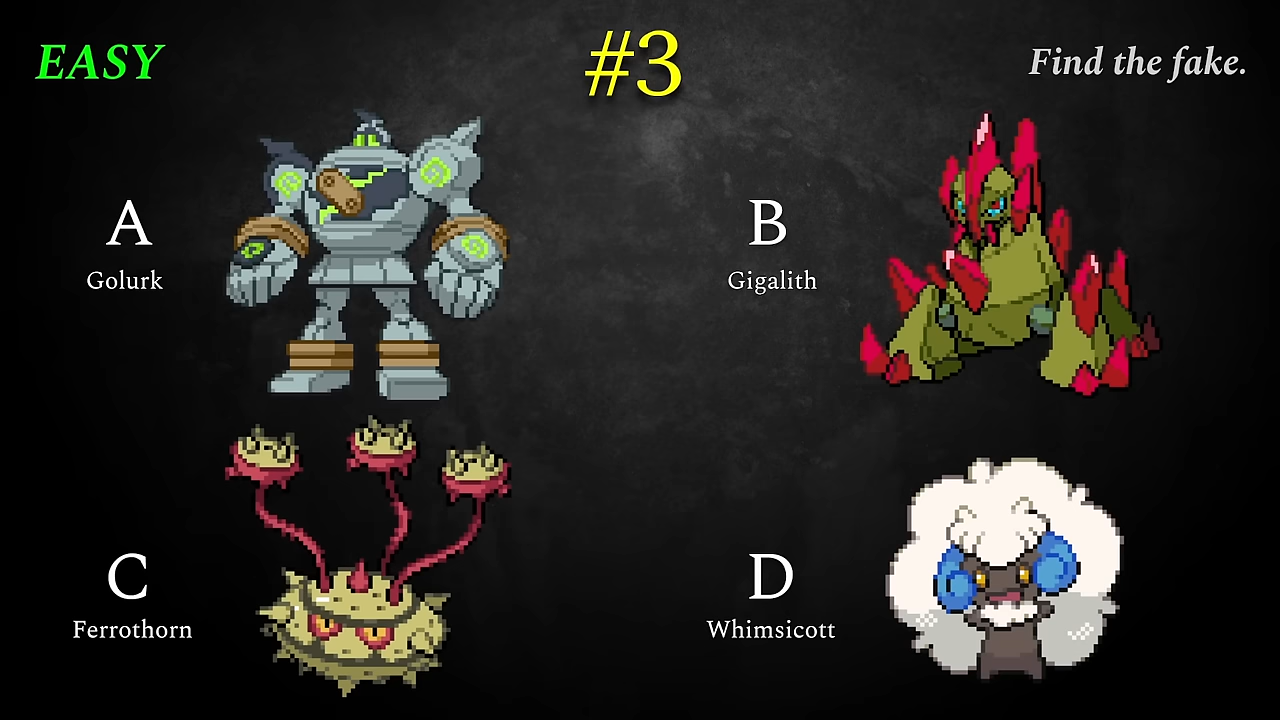 EASY
#3
Find the fake.
A
Golurk
B
Gigalith
C
Ferrothorn
D
Whimsicott